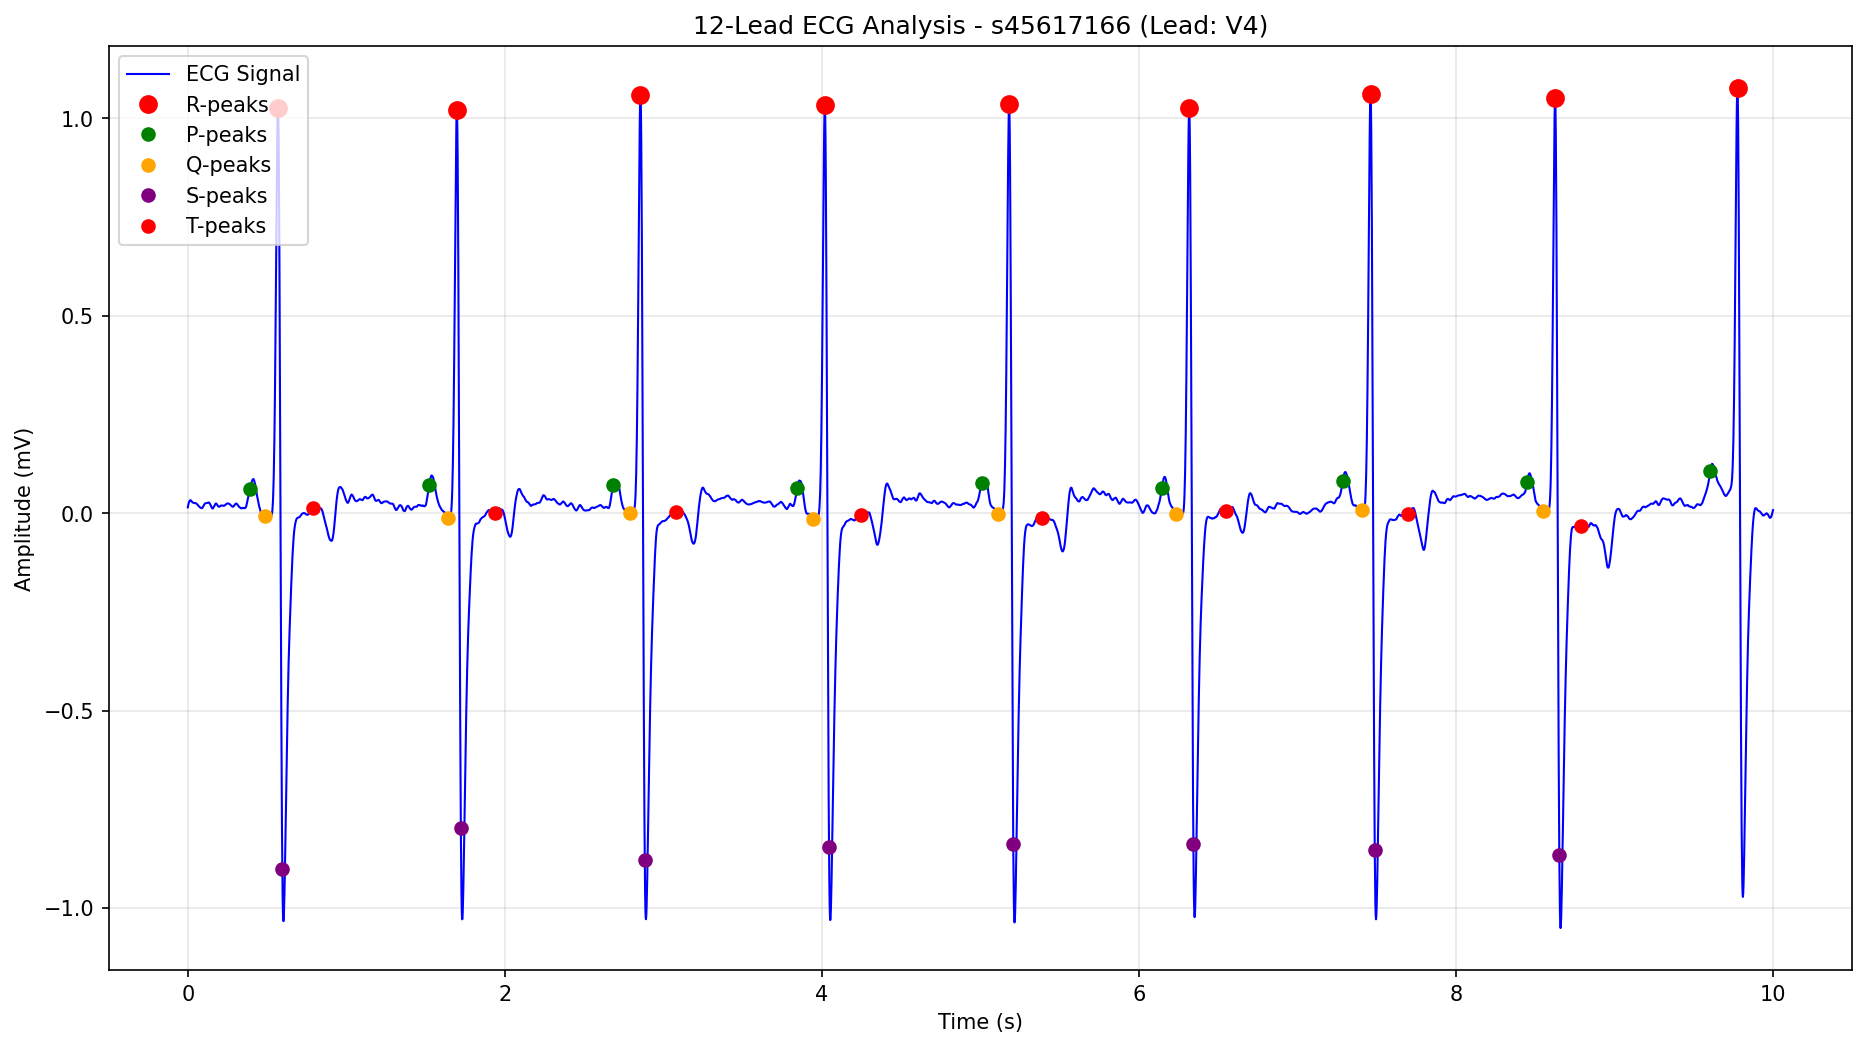 12-Lead ECG Analysis - s45617166 (Lead: V4)
ECG Signal
R-peaks
P-peaks
Q-peaks
S-peaks
T-peaks
1.0
0.5
0.0
−0.5
−1.0
Amplitude (mV)
0 2 4 6 8 10
Time (s)